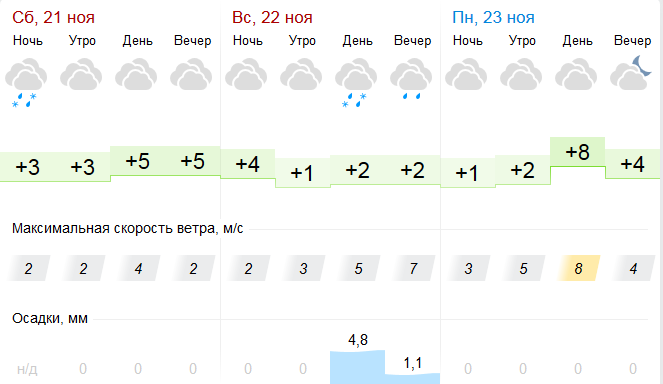 Сб, 21 ноя Вс, 22 ноя Пн, 23 ноя
Ночь Утро День Вечер Ночь Утро День Вечер Ночь Утро День Вечер
+3 +3 +5 +5 +4 +1 +2 +2 +1 +2 +8 +4
Максимальная скорость ветра, м/с
2 2 4 2 2 3 5 7 3 5 8 4
Осадки, мм
4,8
1,1
н/д 0 0 0 0 0 0 0 0 0